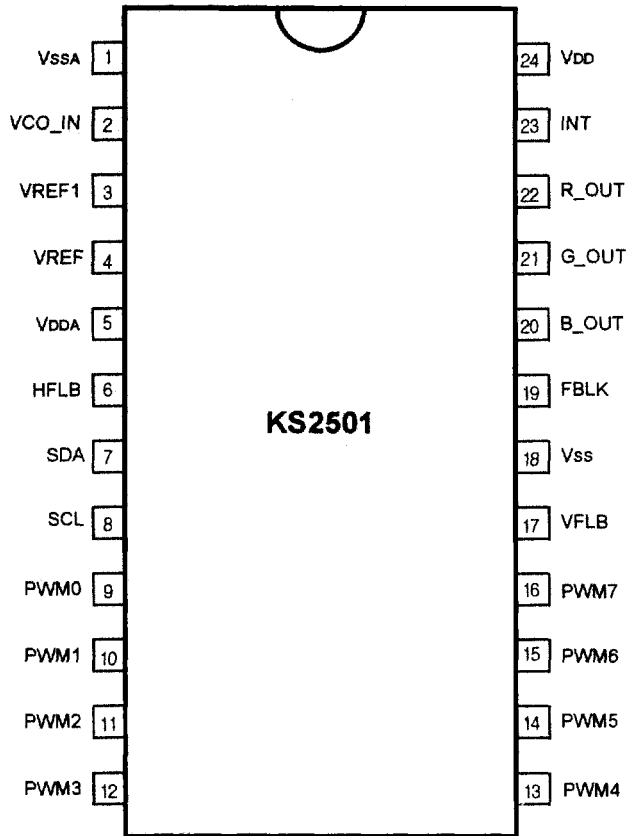 VSSA 1 24 VDD
VCO_IN 2 23 INT
VREF1 3 22 R_OUT
VREF 4 21 G_OUT
VDDA 5 20 B_OUT
HFLB 6 19 FBLK
KS2501
SDA 7 18 Vss
SCL 8 17 VFLB
PWM0 9 16 PWM7
PWM1 10 15 PWM6
PWM2 11 14 PWM5
PWM3 12 13 PWM4